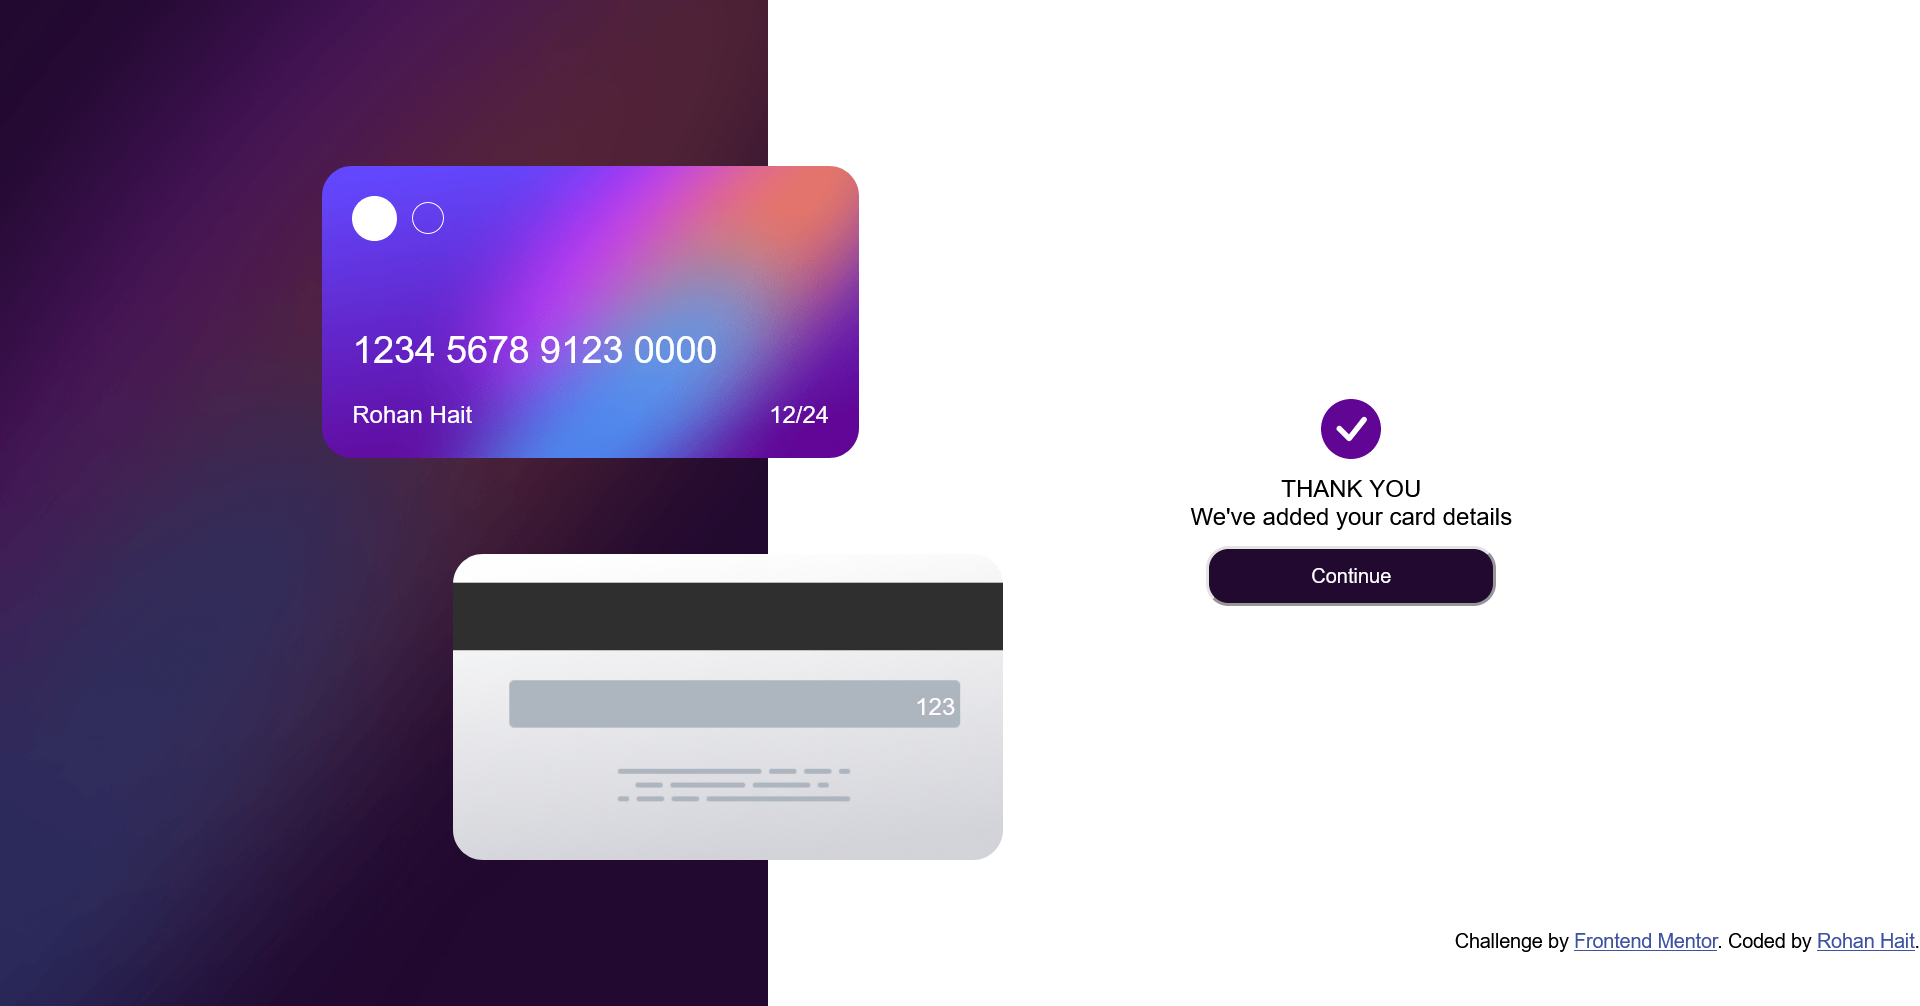 1234 5678 9123 0000
Rohan Hait 12/24
123
THANK YOU
We've added your card details
Continue
Challenge by Frontend Mentor. Coded by Rohan Hait.